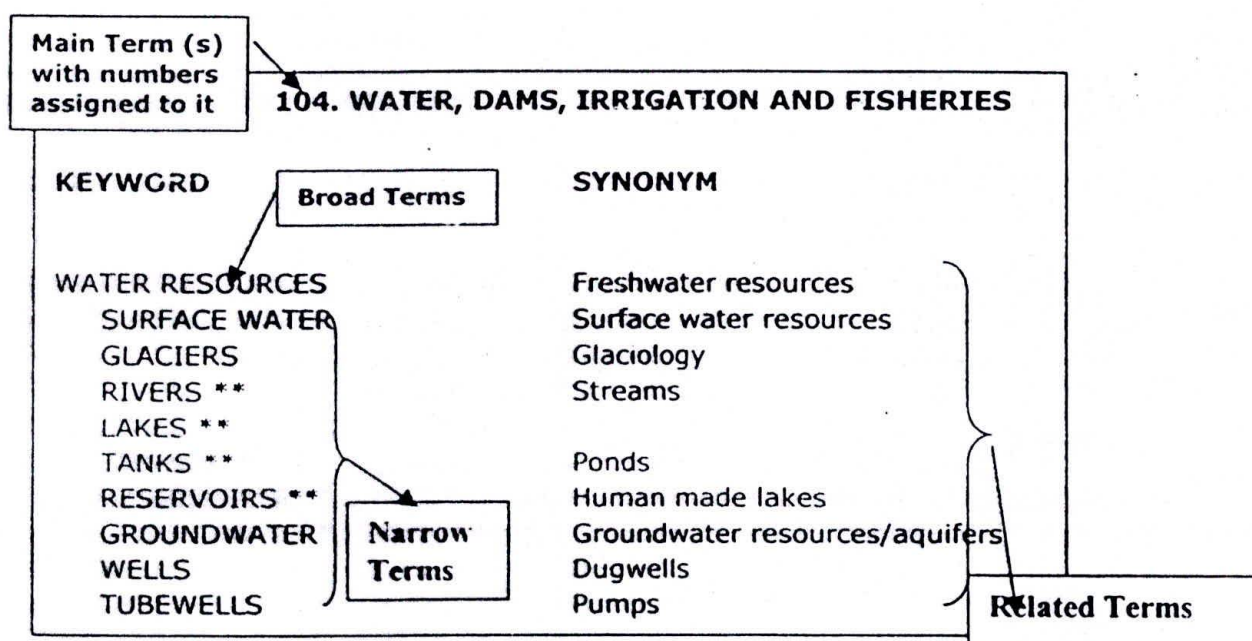 Main Term (s)
with numbers
assigned to it
104. WATER, DAMS, IRRIGATION AND FISHERIES
KEYWORD
Broad Terms
SYNONYM
WATER RESOURCES Freshwater resources
SURFACE WATER Surface water resources
GLACIERS Glaciology
RIVERS ** Streams
LAKES **
TANKS ** Ponds
RESERVOIRS ** Human made lakes
GROUNDWATER Groundwater resources/aquifers
WELLS Dugwells
TUBEWELLS Pumps
Narrow
Terms
Related Terms